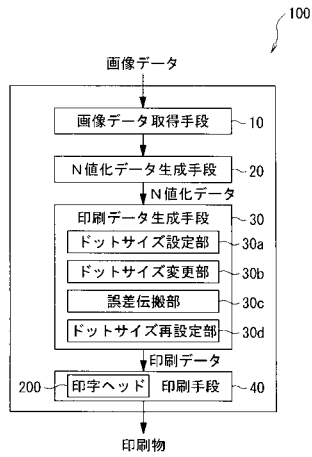 100
画像データ
画像データ取得手段 10
N値化データ生成手段 20
N値化データ
印刷データ生成手段 30
ドットサイズ設定部 30a
ドットサイズ変更部 30b
誤差伝搬部 30c
ドットサイズ再設定部 30d
印刷データ
200 印字ヘッド 印刷手段 40
印刷物